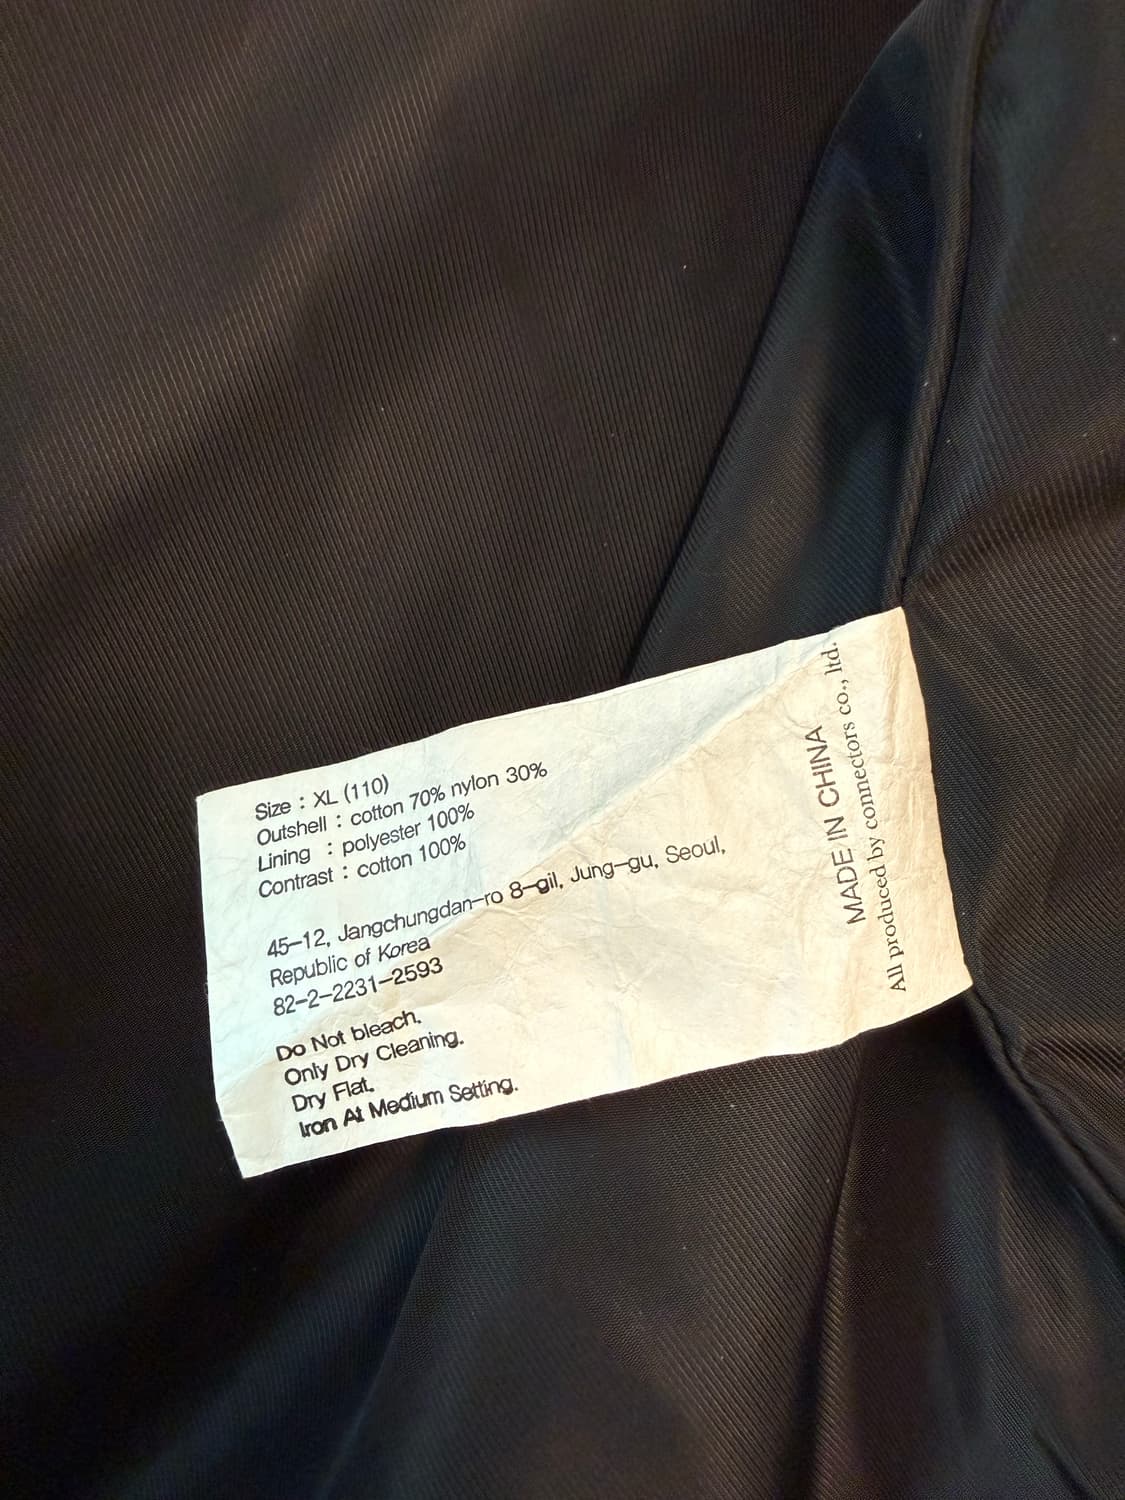 Size : XL (110)
Outshell : cotton 70% nylon 30%
Lining : polyester 100%
Contrast : cotton 100%
45-12, Jangchungdan-ro 8-gil, Jung-gu, Seoul,
Republic of Korea
82-2-2231-2593
Do Not bleach.
Only Dry Cleaning.
Dry Flat.
Iron At Medium Setting.
MADE IN CHINA
All produced by connectors co., ltd.